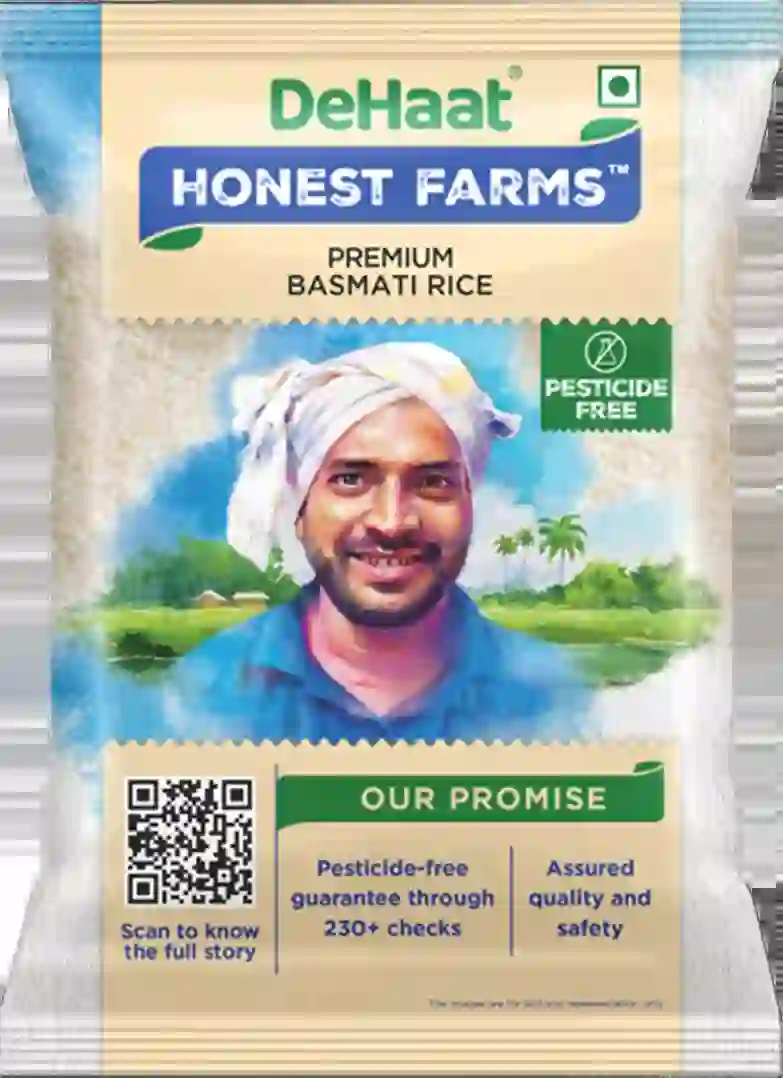 DeHaat®
HONEST FARMS™
PREMIUM
BASMATI RICE
PESTICIDE
FREE
OUR PROMISE
Pesticide-free
guarantee through
230+ checks
Assured
quality and
safety
Scan to know
the full story